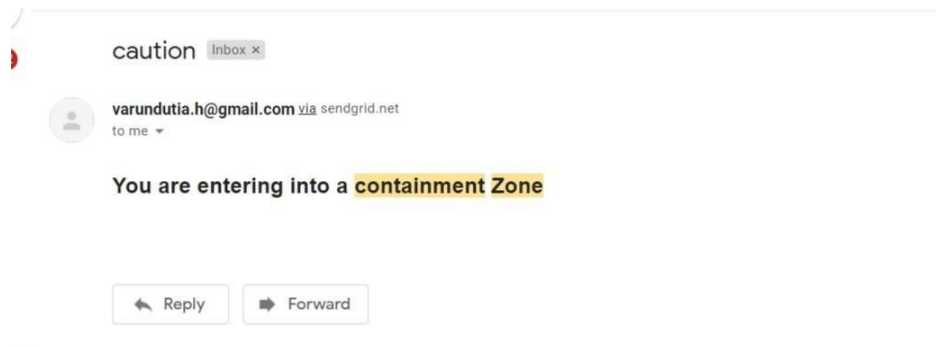 caution Inbox ×
varundutia.h@gmail.com via sendgrid.net
to me
You are entering into a containment Zone
Reply Forward